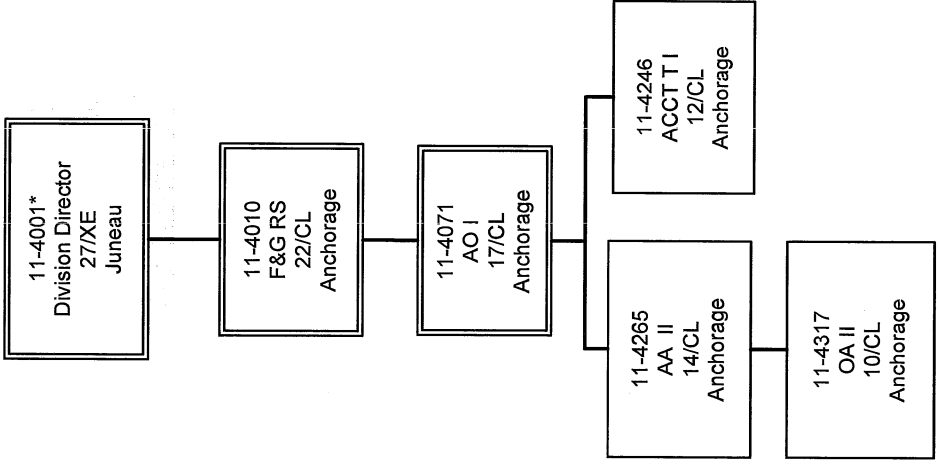 11-4001*
Division Director
27/XE
Juneau
11-4010
F&G RS
22/CL
Anchorage
11-4071
AO I
17/CL
Anchorage
11-4265
AA II
14/CL
Anchorage
11-4246
ACCT T I
12/CL
Anchorage
11-4317
OA II
10/CL
Anchorage